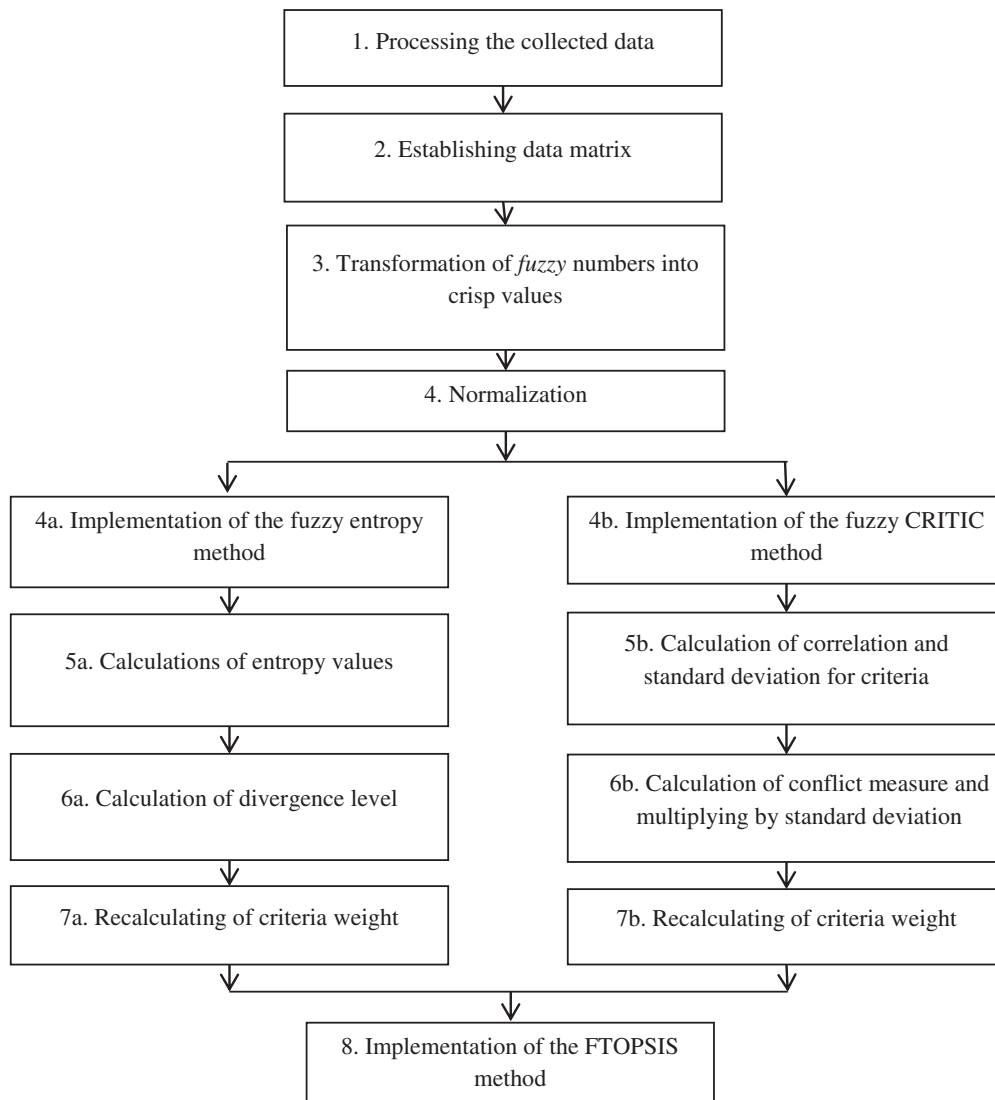 1. Processing the collected data
2. Establishing data matrix
3. Transformation of fuzzy numbers into
crisp values
4. Normalization
4a. Implementation of the fuzzy entropy
method
4b. Implementation of the fuzzy CRITIC
method
5a. Calculations of entropy values
5b. Calculation of correlation and
standard deviation for criteria
6a. Calculation of divergence level
6b. Calculation of conflict measure and
multiplying by standard deviation
7a. Recalculating of criteria weight
7b. Recalculating of criteria weight
8. Implementation of the FTOPSIS
method